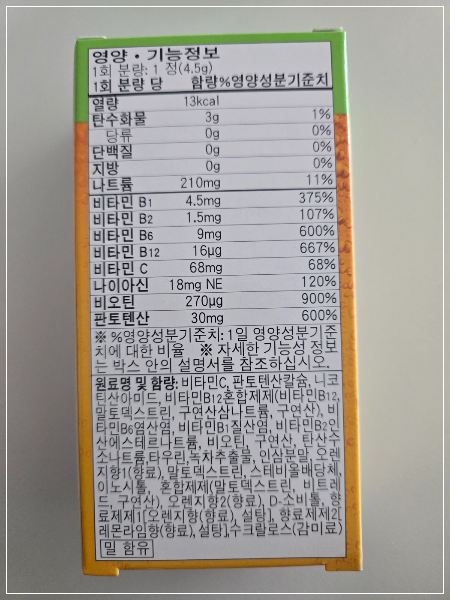 영양 • 기능정보
1회 분량: 1 정(4.5g)
1회 분량 당 함량 %영양성분기준치
열량 13kcal
탄수화물 3g 1%
당류 0g 0%
단백질 0g 0%
지방 0g 0%
나트륨 210mg 11%
비타민 B1 4.5mg 375%
비타민 B2 1.5mg 107%
비타민 B6 9mg 600%
비타민 B12 16μg 667%
비타민 C 68mg 68%
나이아신 18mg NE 120%
비오틴 270μg 900%
판토텐산 30mg 600%
※ %영양성분기준치: 1일 영양성분기준
치에 대한 비율 ※ 자세한 기능성 정보
는 박스 안의 설명서를 참조하십시오.
원료명 및 함량: 비타민C, 판토텐산칼슘, 니코
틴산아미드, 비타민B12혼합제제(비타민B12,
말토덱스트린, 구연산삼나트륨, 구연산), 비
타민B6염산염, 비타민B1질산염, 비타민B2인
산에스테르나트륨, 비오틴, 구연산, 탄산수
소나트륨,타우린,녹차추출물, 인삼분말, 오렌
지향1(향료), 말토덱스트린, 스테비올배당체,
이노시톨, 혼합제제(말토덱스트린, 비트레
드, 구연산), 오렌지향2(향료), D-소비톨, 향
료제제1[오렌지향(향료), 설탕], 향료제제2[
레몬라임향(향료), 설탕],수크랄로스(감미료)
밀 함유